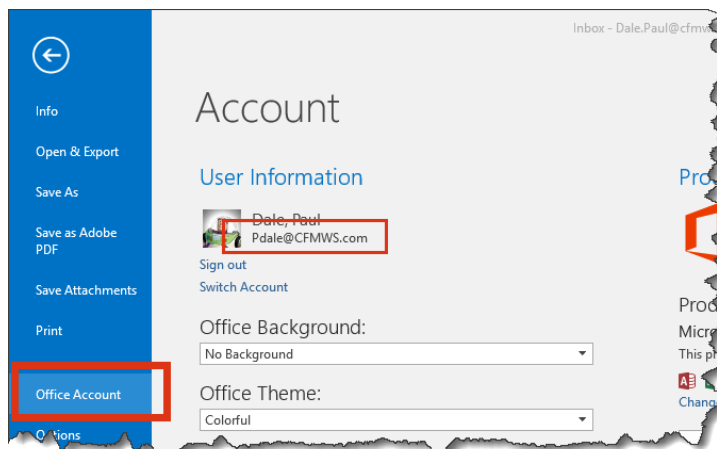 Inbox - Dale.Paul@cfmw
Info
Open & Export
Save As
Save as Adobe
PDF
Save Attachments
Print
Office Account
Options
Account
User Information
Dale, Paul
Pdale@CFMWS.com
Sign out
Switch Account
Office Background:
No Background
Office Theme:
Colorful
Prod
Micro
This p
Chang